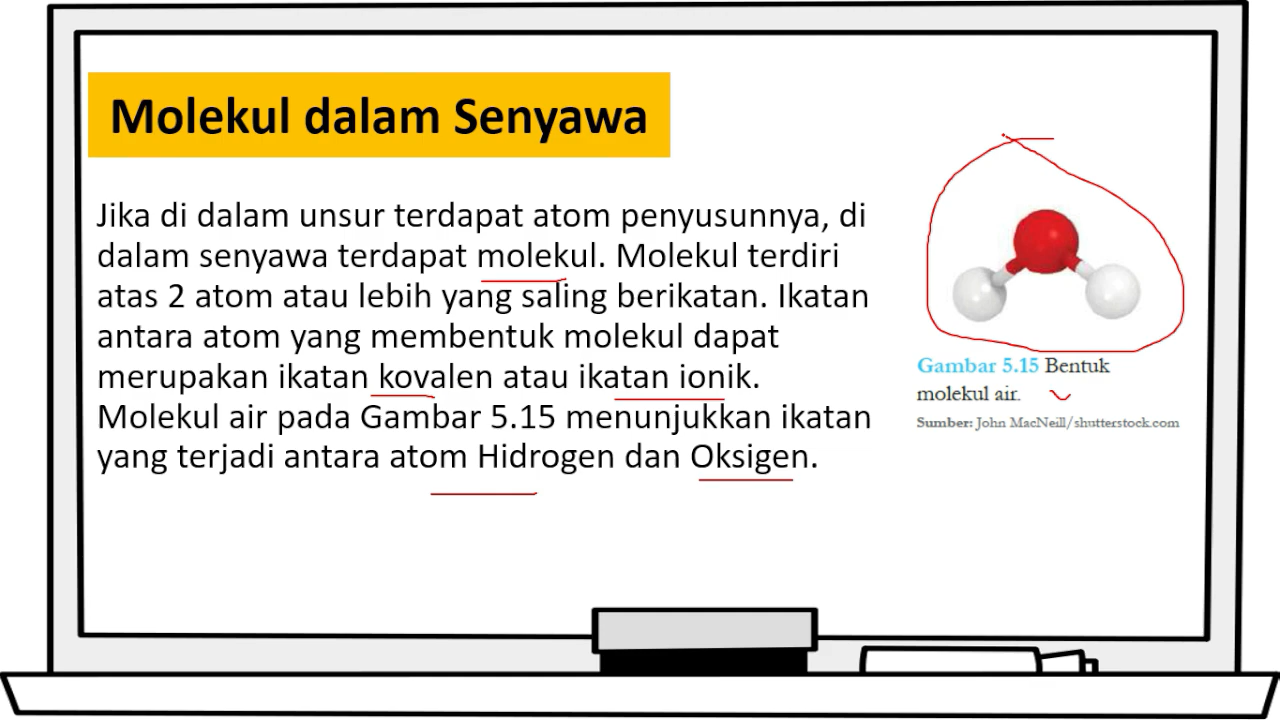 Molekul dalam Senyawa
Jika di dalam unsur terdapat atom penyusunnya, di
dalam senyawa terdapat molekul. Molekul terdiri
atas 2 atom atau lebih yang saling berikatan. Ikatan
antara atom yang membentuk molekul dapat
merupakan ikatan kovalen atau ikatan ionik.
Molekul air pada Gambar 5.15 menunjukkan ikatan
yang terjadi antara atom Hidrogen dan Oksigen.
Gambar 5.15 Bentuk
molekul air.
Sumber: John MacNeill/shutterstock.com